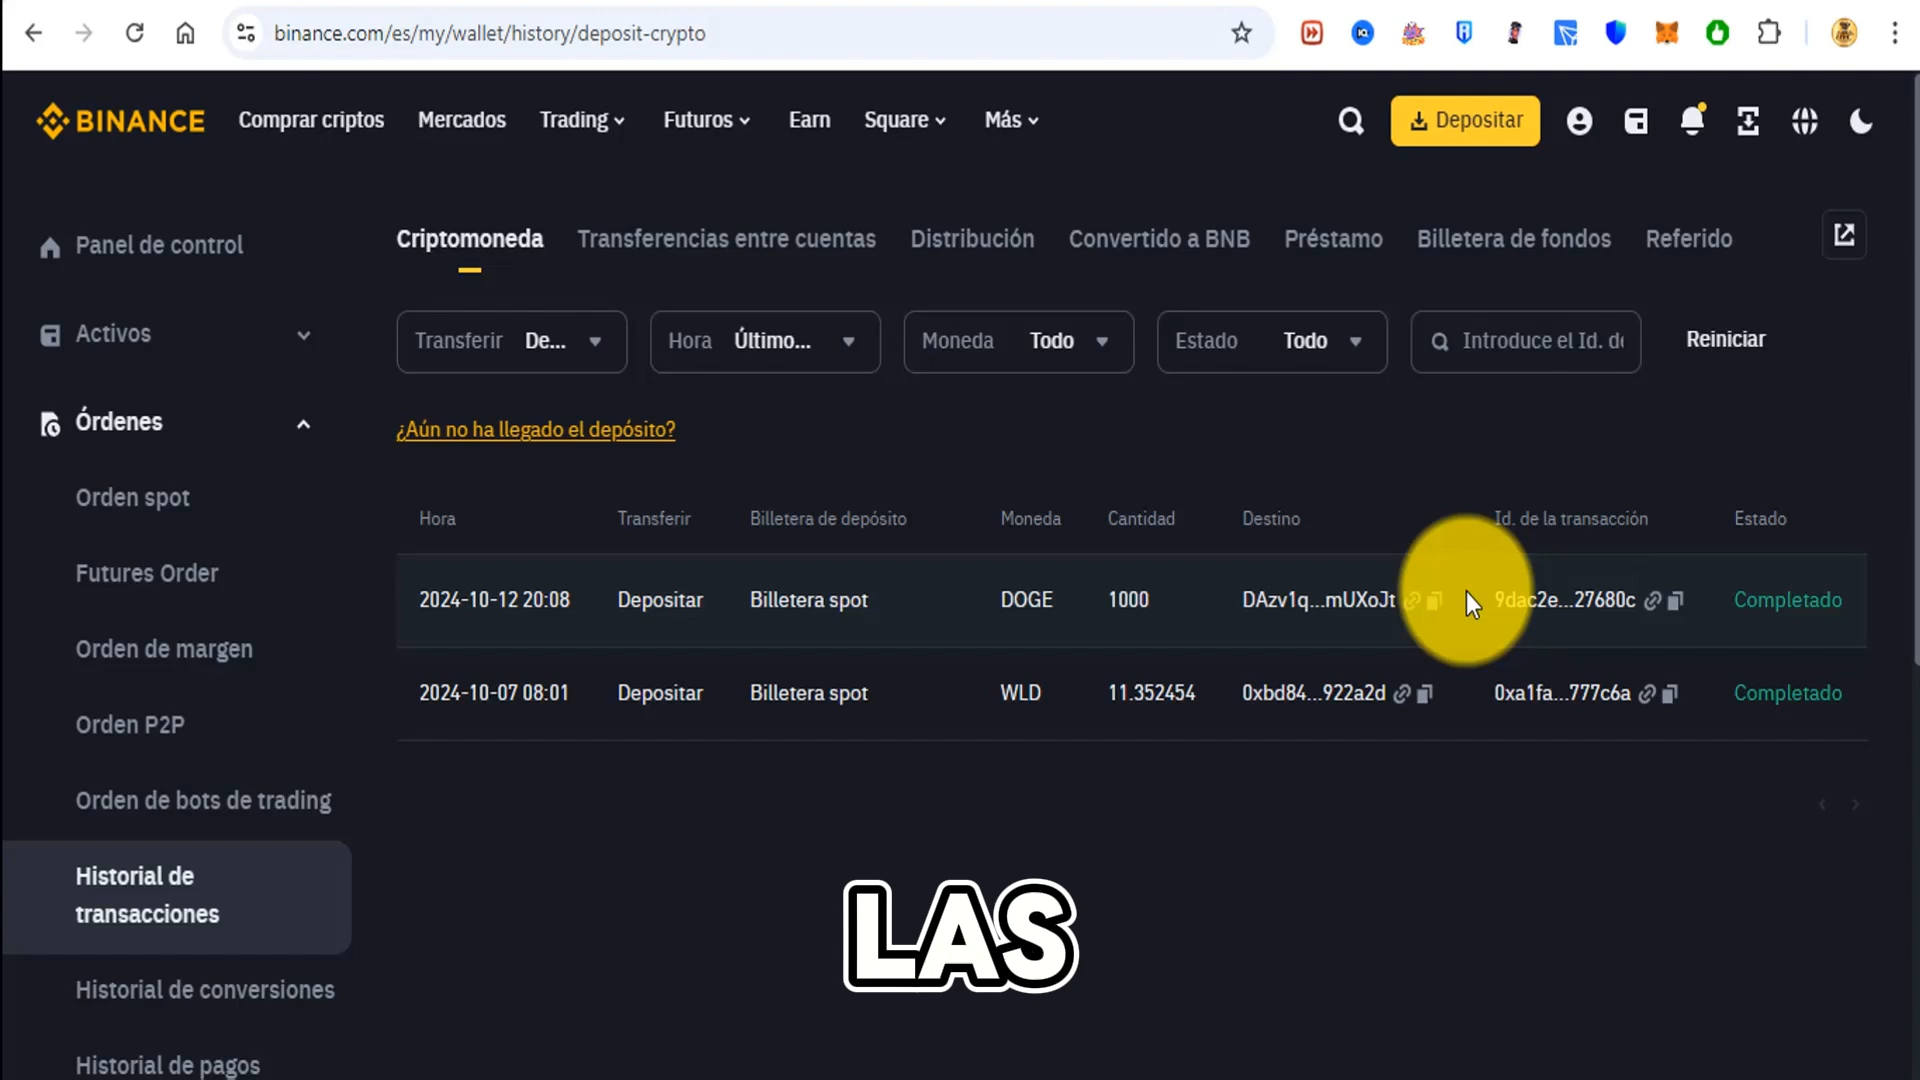 binance.com/es/my/wallet/history/deposit-crypto
BINANCE Comprar criptos Mercados Trading Futuros Earn Square Más Depositar
Panel de control
Activos
Órdenes
Orden spot
Futures Order
Orden de margen
Orden P2P
Orden de bots de trading
Historial de
transacciones
Historial de conversiones
Historial de pagos
Criptomoneda Transferencias entre cuentas Distribución Convertido a BNB Préstamo Billetera de fondos Referido
Transferir De... Hora Último... Moneda Todo Estado Todo Introduce el Id. de Reiniciar
¿Aún no ha llegado el depósito?
Hora Transferir Billetera de depósito Moneda Cantidad Destino Id. de la transacción Estado
2024-10-12 20:08 Depositar Billetera spot DOGE 1000 DAzv1q...mUXoJt 9dac2e...27680c Completado
2024-10-07 08:01 Depositar Billetera spot WLD 11.352454 0xbd84...922a2d 0xa1fa...777c6a Completado
LAS